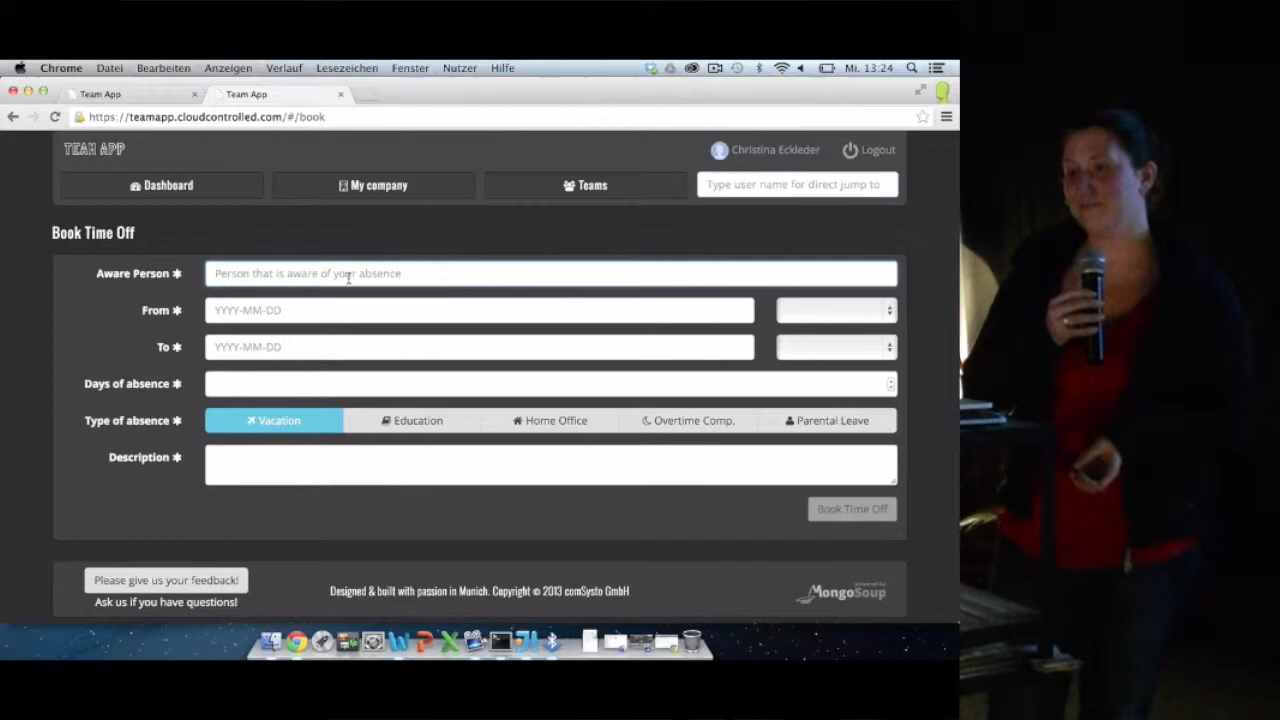 Chrome Datei Bearbeiten Anzeigen Verlauf Lesezeichen Fenster Nutzer Hilfe Mi. 13:24
Team App Team App
https://teamapp.cloudcontrolled.com/#/book
TEAM APP Christina Eckleder Logout
Dashboard My company Teams Type user name for direct jump to
Book Time Off
Aware Person ✱ Person that is aware of your absence
From ✱ YYYY-MM-DD
To ✱ YYYY-MM-DD
Days of absence ✱
Type of absence ✱ Vacation Education Home Office Overtime Comp. Parental Leave
Description ✱
Book Time Off
Please give us your feedback!
Ask us if you have questions!
Designed & built with passion in Munich. Copyright © 2013 comSysto GmbH
powered by
MongoSoup